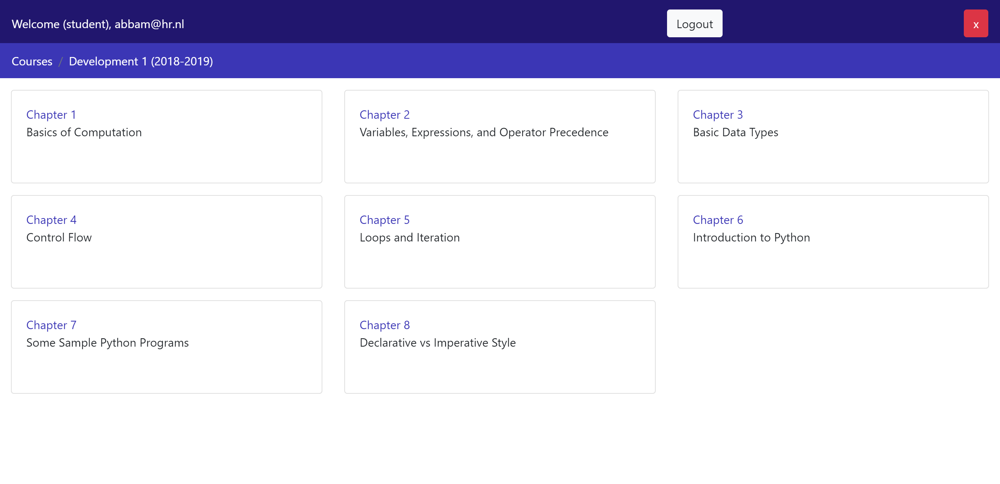 Welcome (student), abbam@hr.nl
Logout
x
Courses / Development 1 (2018-2019)
Chapter 1
Basics of Computation
Chapter 2
Variables, Expressions, and Operator Precedence
Chapter 3
Basic Data Types
Chapter 4
Control Flow
Chapter 5
Loops and Iteration
Chapter 6
Introduction to Python
Chapter 7
Some Sample Python Programs
Chapter 8
Declarative vs Imperative Style